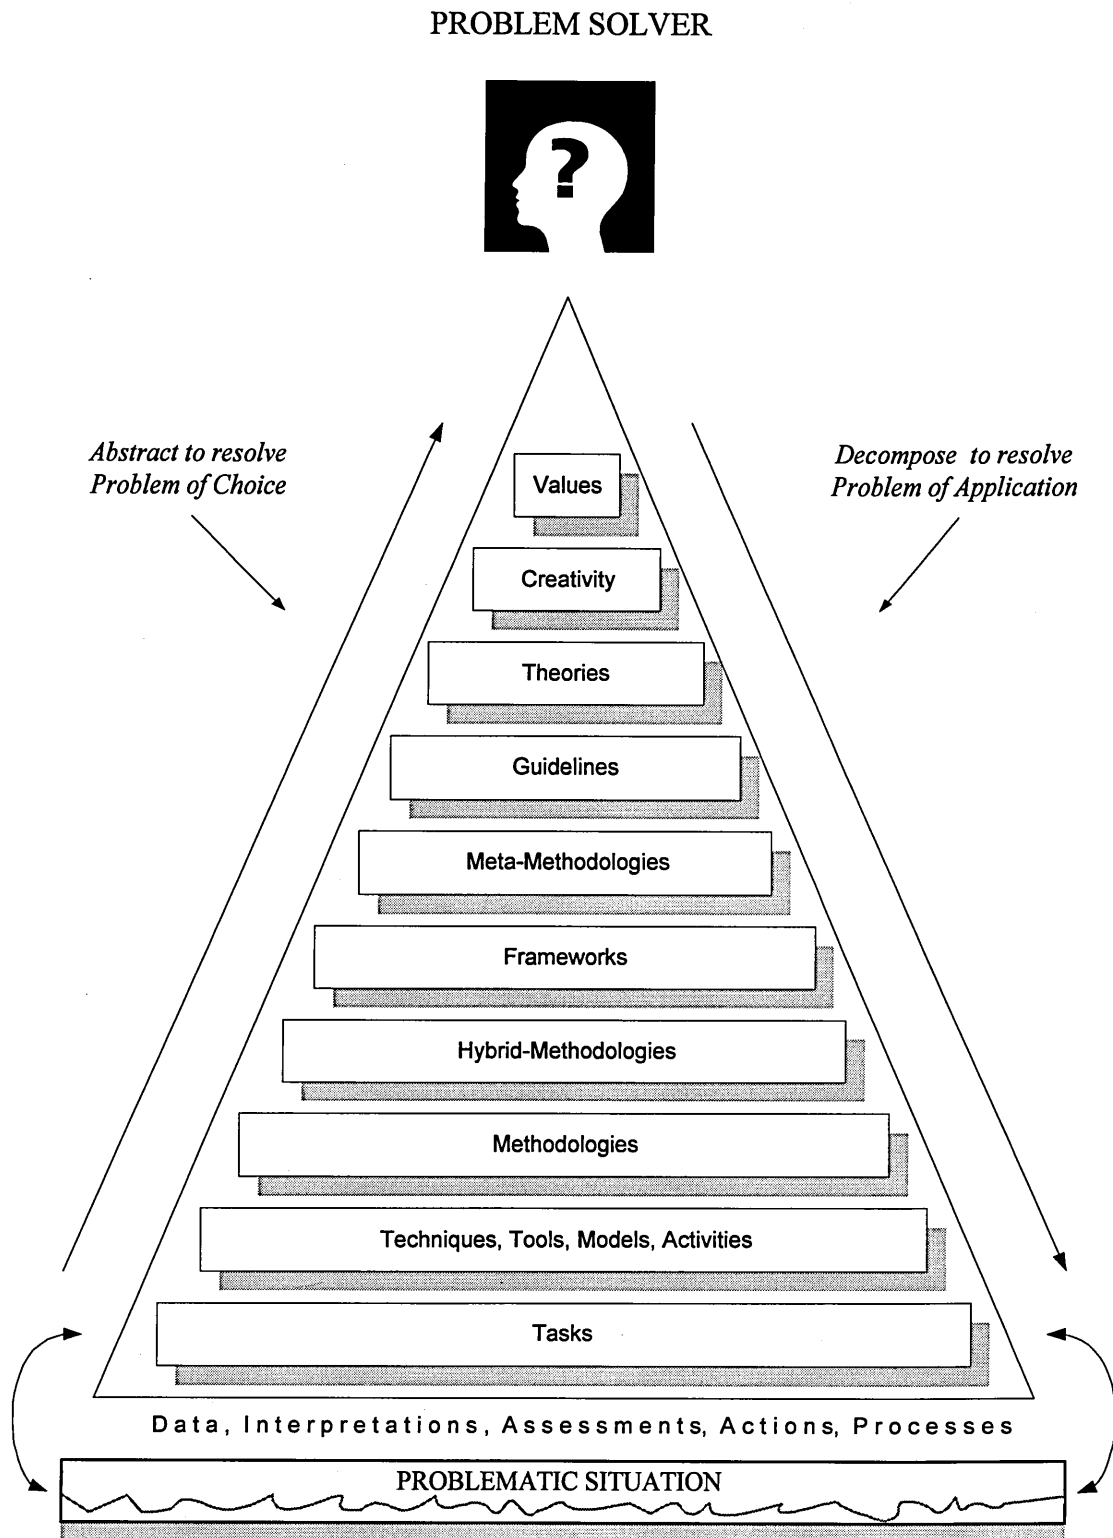 PROBLEM SOLVER
?
Abstract to resolve
Problem of Choice
Decompose to resolve
Problem of Application
Values
Creativity
Theories
Guidelines
Meta-Methodologies
Frameworks
Hybrid-Methodologies
Methodologies
Techniques, Tools, Models, Activities
Tasks
Data, Interpretations, Assessments, Actions, Processes
PROBLEMATIC SITUATION